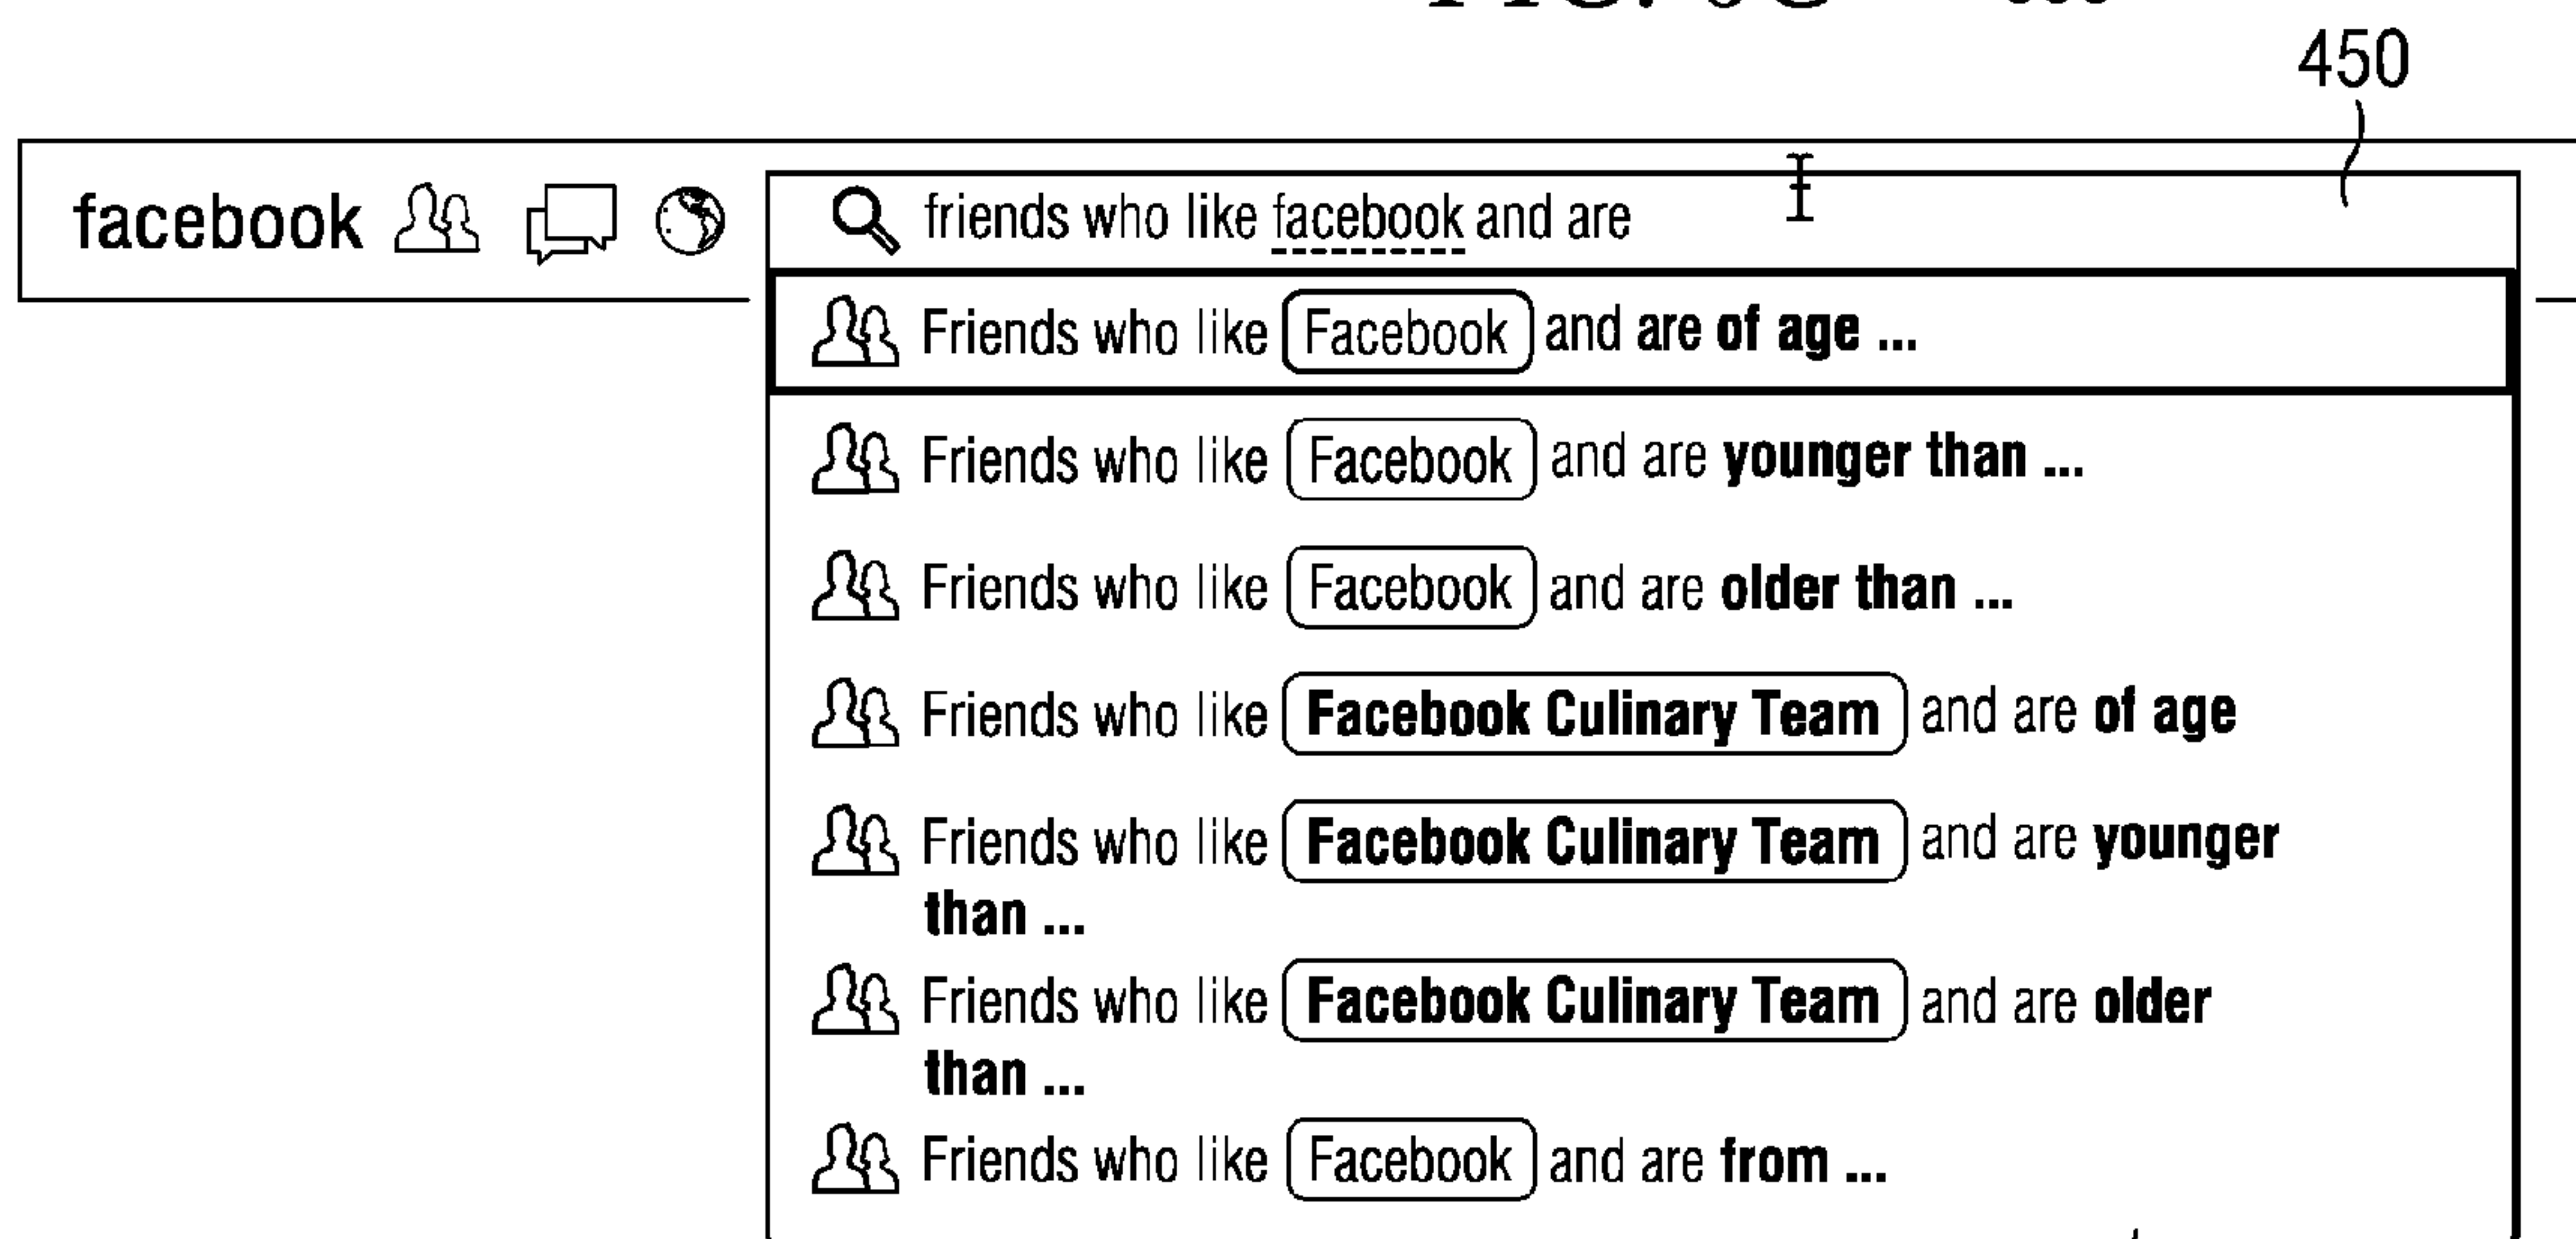 450
facebook
friends who like facebook and are
Friends who like Facebook and are of age ...
Friends who like Facebook and are younger than ...
Friends who like Facebook and are older than ...
Friends who like Facebook Culinary Team and are of age
Friends who like Facebook Culinary Team and are younger
than ...
Friends who like Facebook Culinary Team and are older
than ...
Friends who like Facebook and are from ...